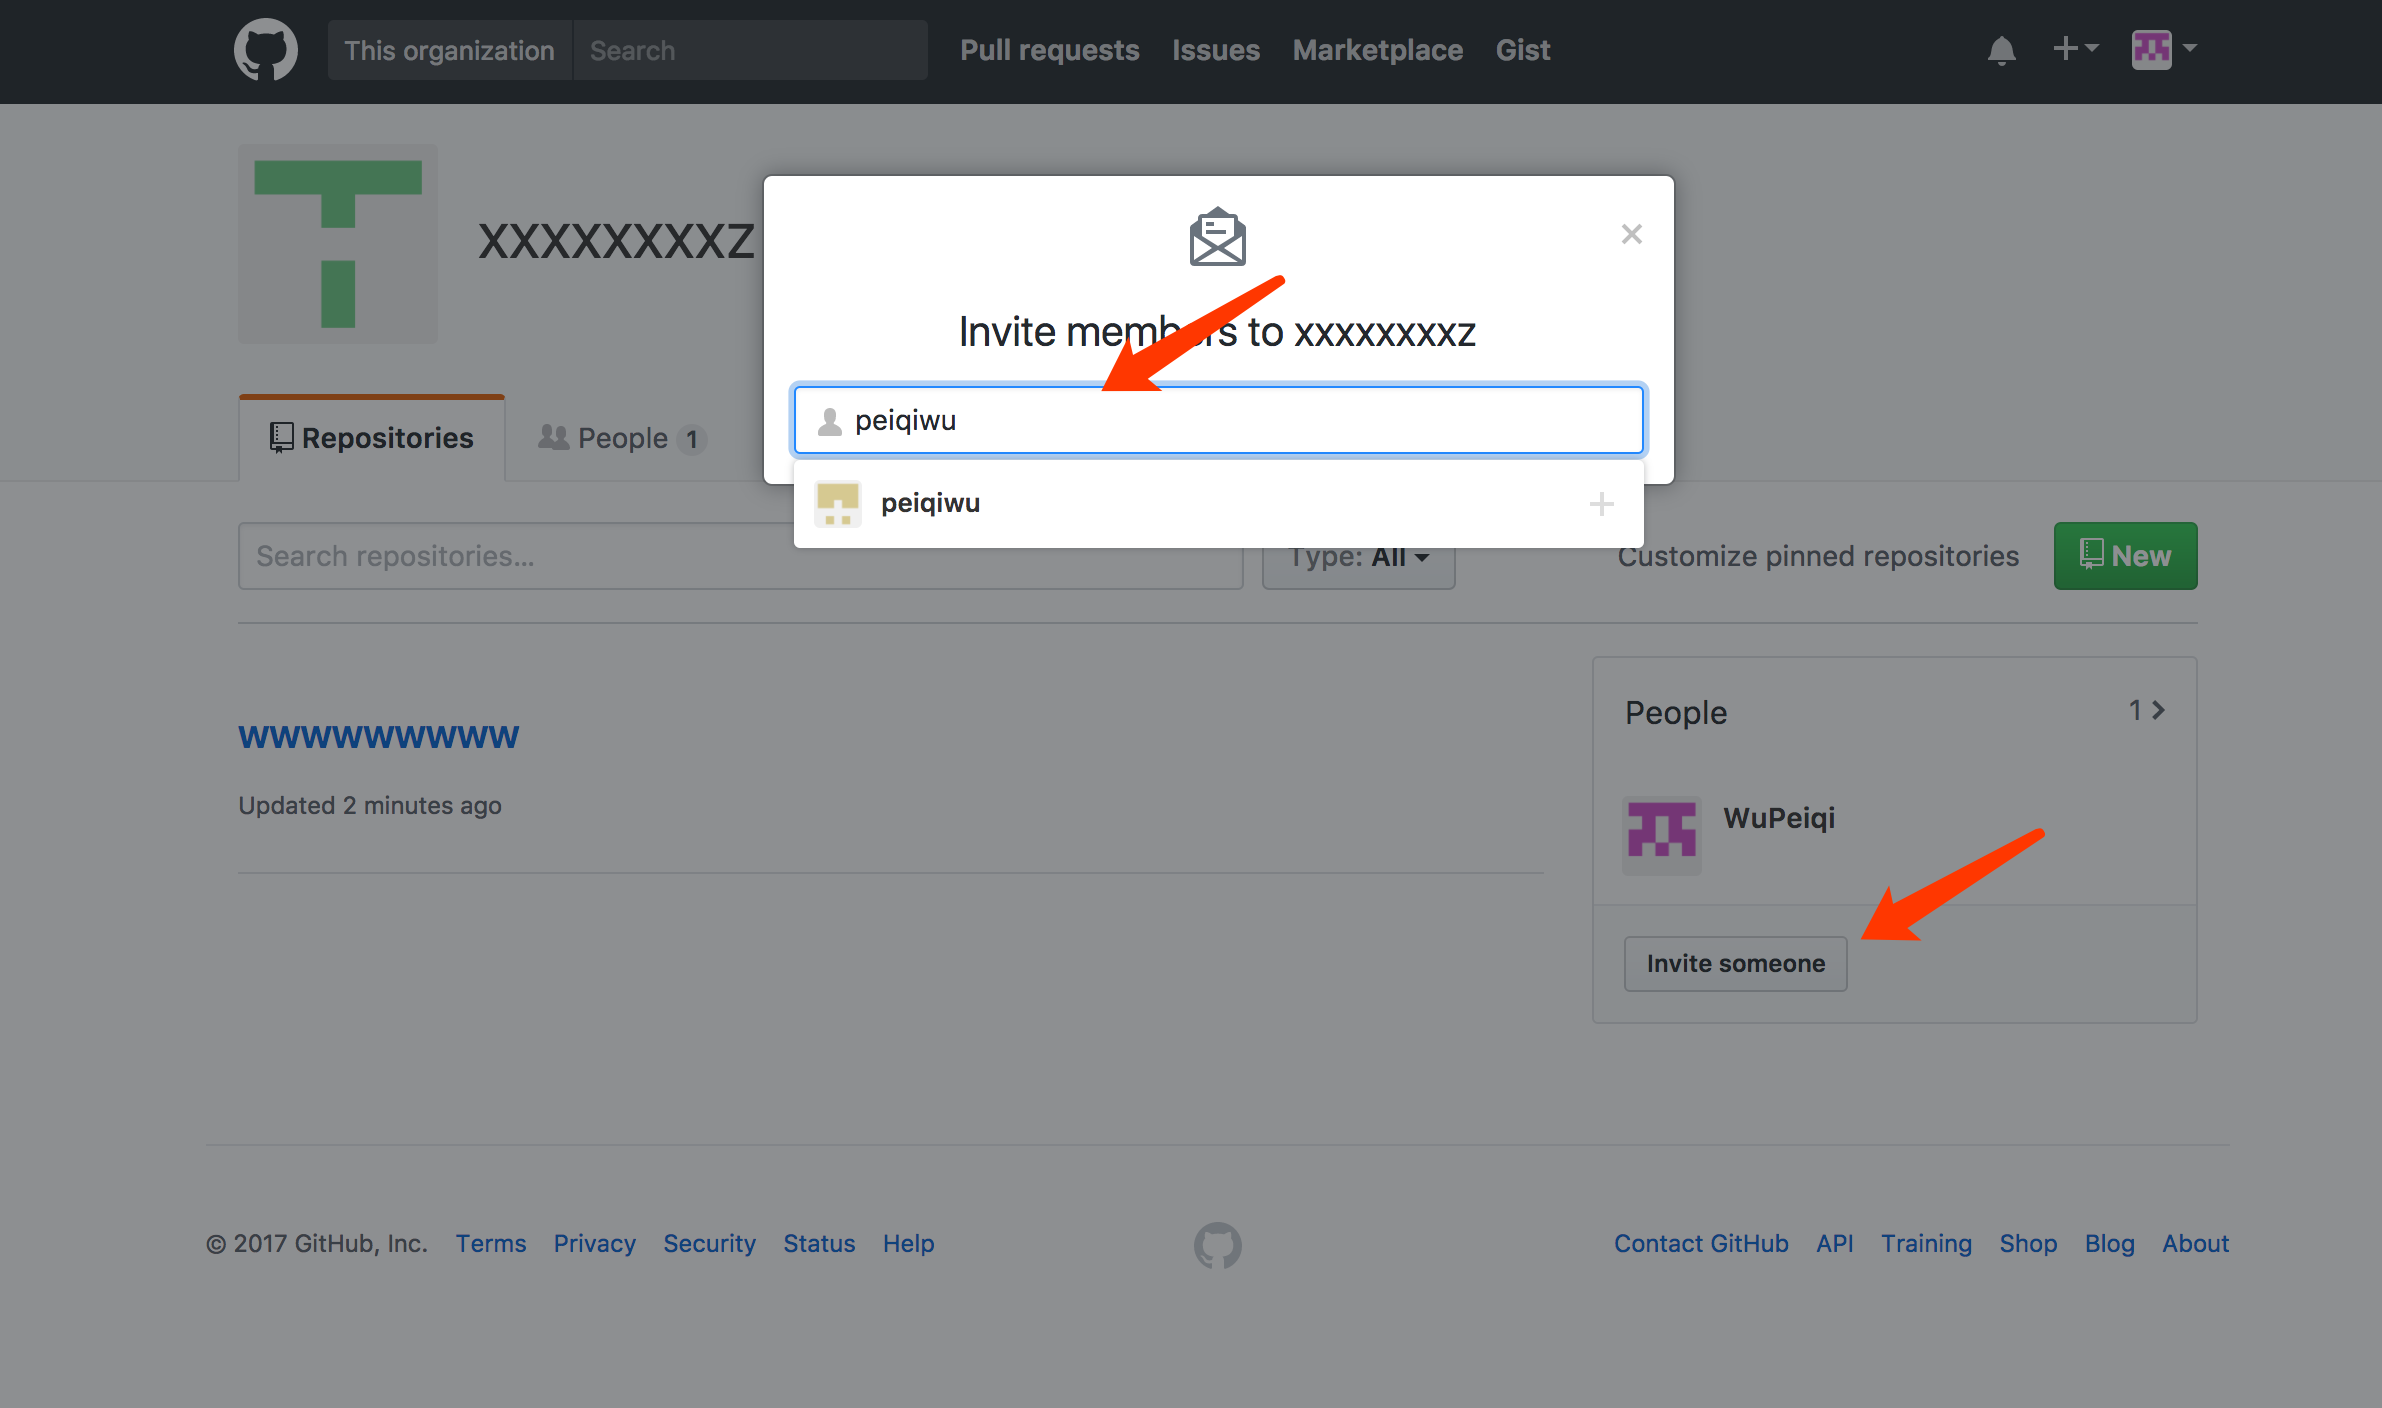 This organization Search Pull requests Issues Marketplace Gist
xxxxxxxxz
Invite members to xxxxxxxxz
peiqiwu
peiqiwu
Repositories People 1
Search repositories... Type: All Customize pinned repositories New
wwwwwwwww
Updated 2 minutes ago
People 1
WuPeiqi
Invite someone
© 2017 GitHub, Inc. Terms Privacy Security Status Help Contact GitHub API Training Shop Blog About